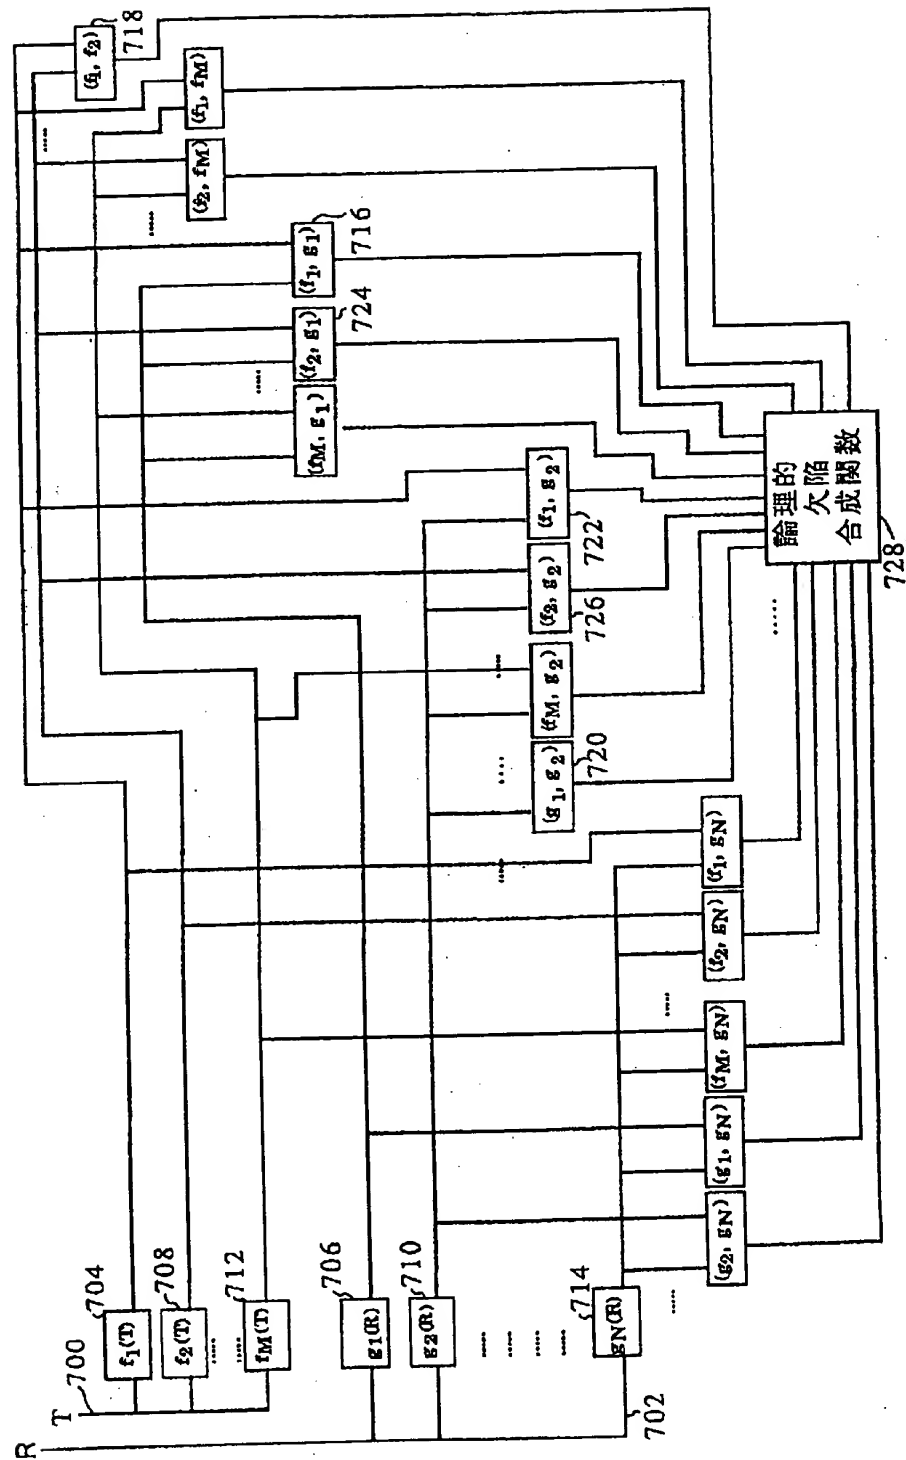 (f1, f2)
718
(f1, fM)
(f2, fM)
(f1, g1)
716
(f2, g1)
724
(fM, g1)
(f1, g2)
722
(f2, g2)
726
(fM, g2)
(g1, g2)
720
(f1, gN)
(f2, gN)
(fM, gN)
(g1, gN)
(g2, gN)
論理的
欠陥
合成関数
728
T
700
R
702
f1(T)
704
f2(T)
708
fM(T)
712
g1(R)
706
g2(R)
710
gN(R)
714